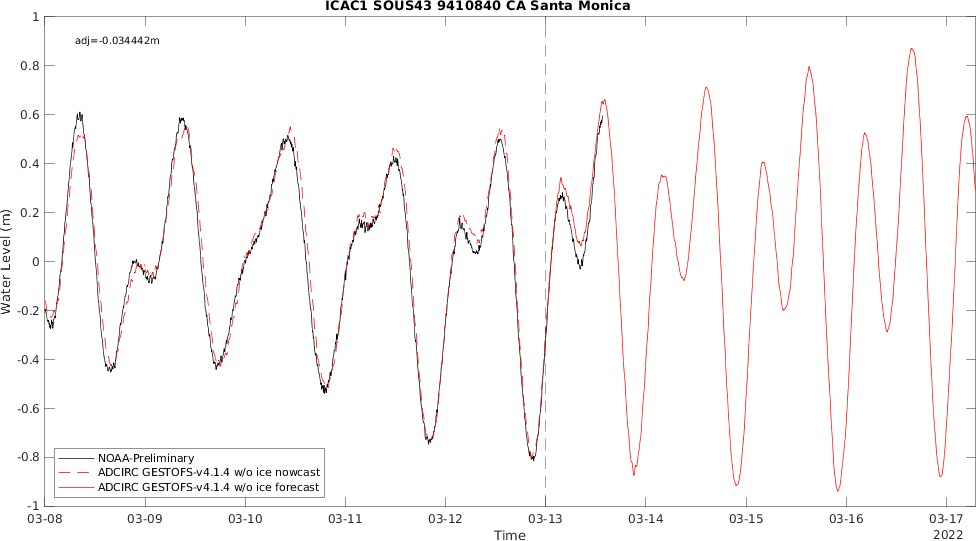 ICAC1 SOUS43 9410840 CA Santa Monica
adj=-0.034442m
1
0.8
0.6
0.4
0.2
0
-0.2
-0.4
-0.6
-0.8
-1
Water Level (m)
NOAA-Preliminary
ADCIRC GESTOFS-v4.1.4 w/o ice nowcast
ADCIRC GESTOFS-v4.1.4 w/o ice forecast
03-08 03-09 03-10 03-11 03-12 03-13 03-14 03-15 03-16 03-17
Time
2022